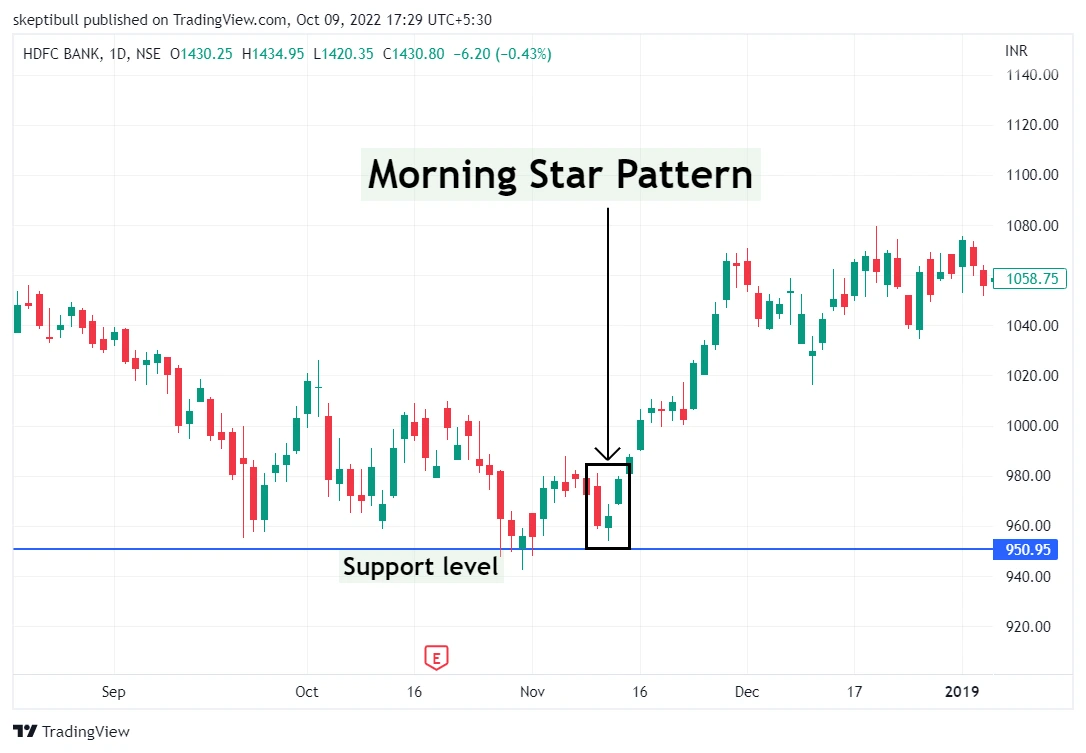 skeptibull published on TradingView.com, Oct 09, 2022 17:29 UTC+5:30
HDFC BANK, 1D, NSE O1430.25 H1434.95 L1420.35 C1430.80 −6.20 (−0.43%)
INR
1140.00
1120.00
Morning Star Pattern
1100.00
1080.00
1058.75
1040.00
1020.00
1000.00
980.00
960.00
950.95
Support level
940.00
920.00
E
Sep Oct 16 Nov 16 Dec 17 2019
TradingView